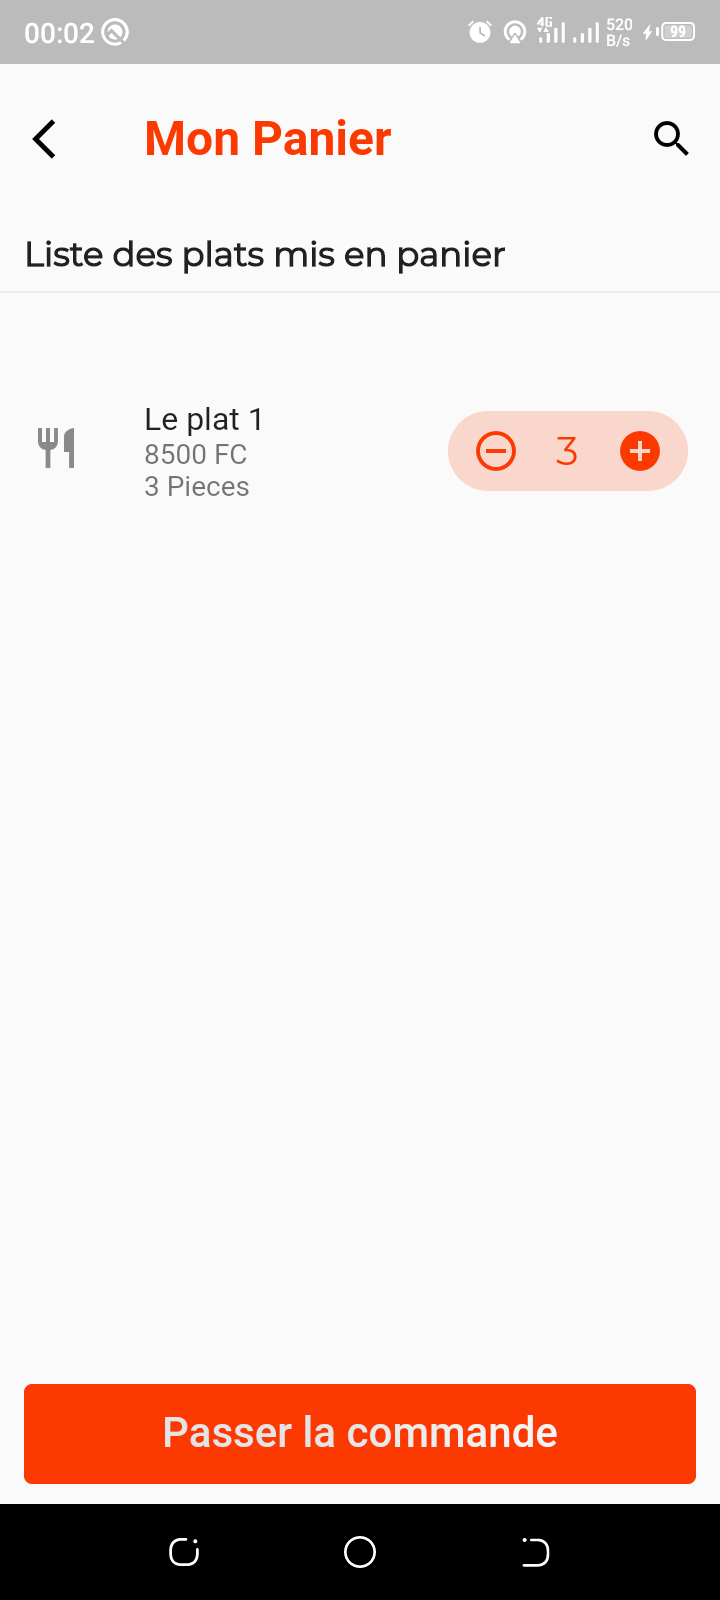 00:02
4G
520
B/s
99
Mon Panier
Liste des plats mis en panier
Le plat 1
8500 FC
3 Pieces
3
Passer la commande